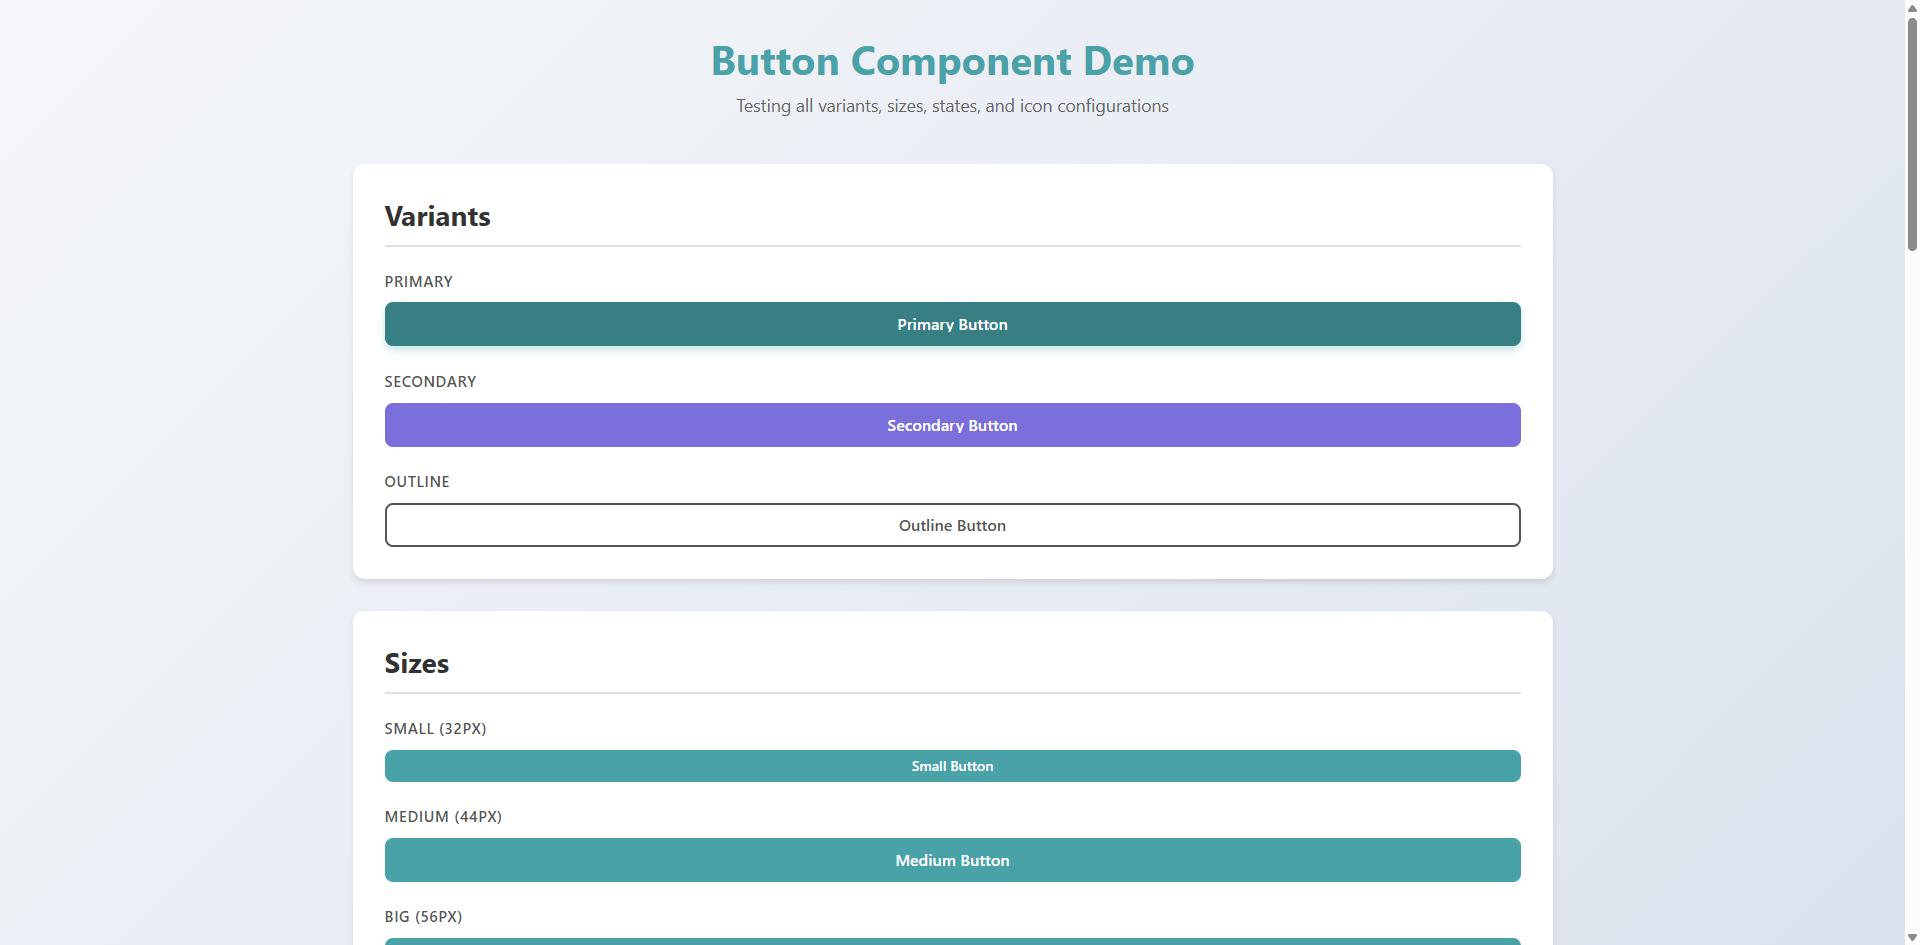 Button Component Demo
Testing all variants, sizes, states, and icon configurations
Variants
PRIMARY
Primary Button
SECONDARY
Secondary Button
OUTLINE
Outline Button
Sizes
SMALL (32PX)
Small Button
MEDIUM (44PX)
Medium Button
BIG (56PX)